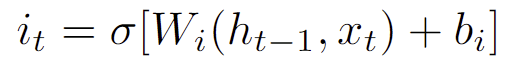 i_t = σ[W_i(h_{t−1}, x_t) + b_i]